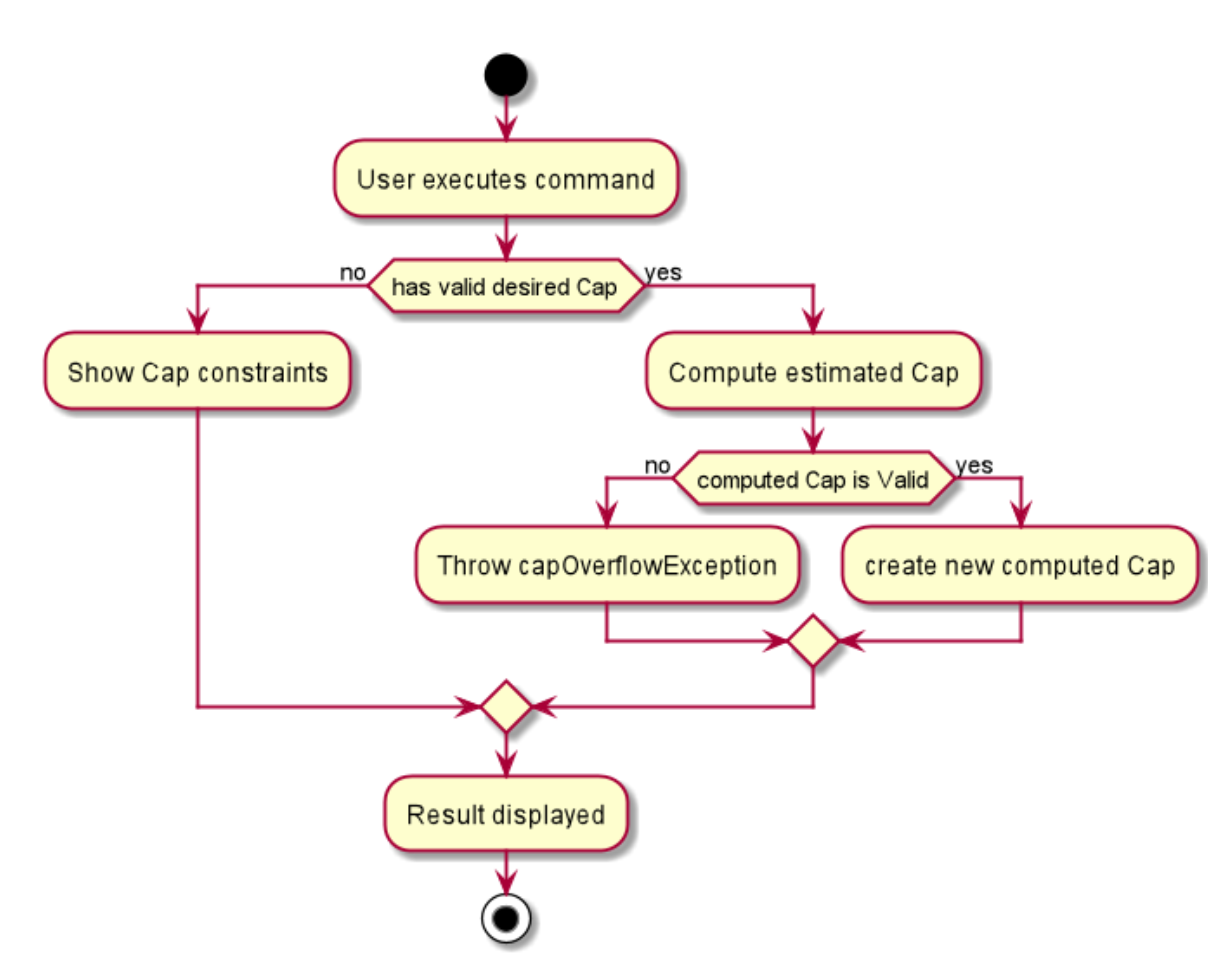 User executes command
no
has valid desired Cap
yes
Show Cap constraints
Compute estimated Cap
no
computed Cap is Valid
yes
Throw capOverflowException
create new computed Cap
Result displayed